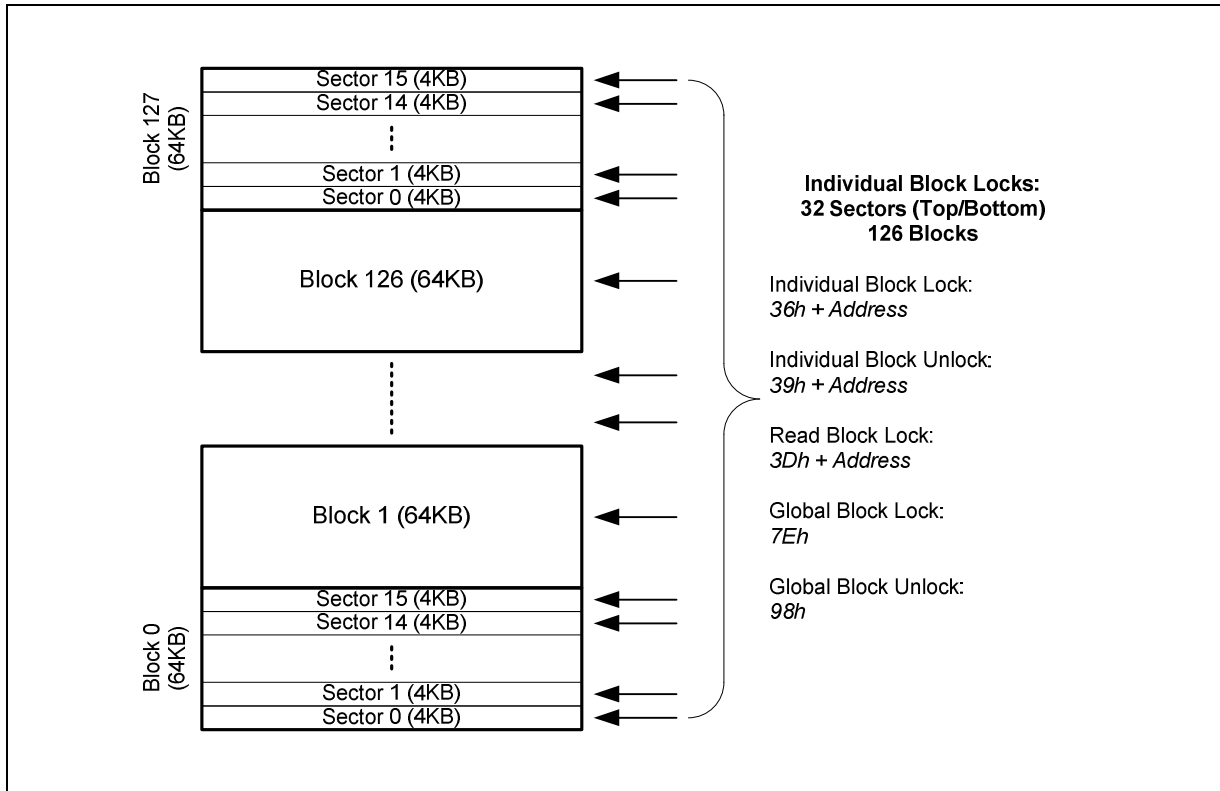 Block 127
(64KB)
Sector 15 (4KB)
Sector 14 (4KB)
Sector 1 (4KB)
Sector 0 (4KB)
Block 126 (64KB)
Block 1 (64KB)
Block 0
(64KB)
Sector 15 (4KB)
Sector 14 (4KB)
Sector 1 (4KB)
Sector 0 (4KB)
Individual Block Locks:
32 Sectors (Top/Bottom)
126 Blocks
Individual Block Lock:
36h + Address
Individual Block Unlock:
39h + Address
Read Block Lock:
3Dh + Address
Global Block Lock:
7Eh
Global Block Unlock:
98h